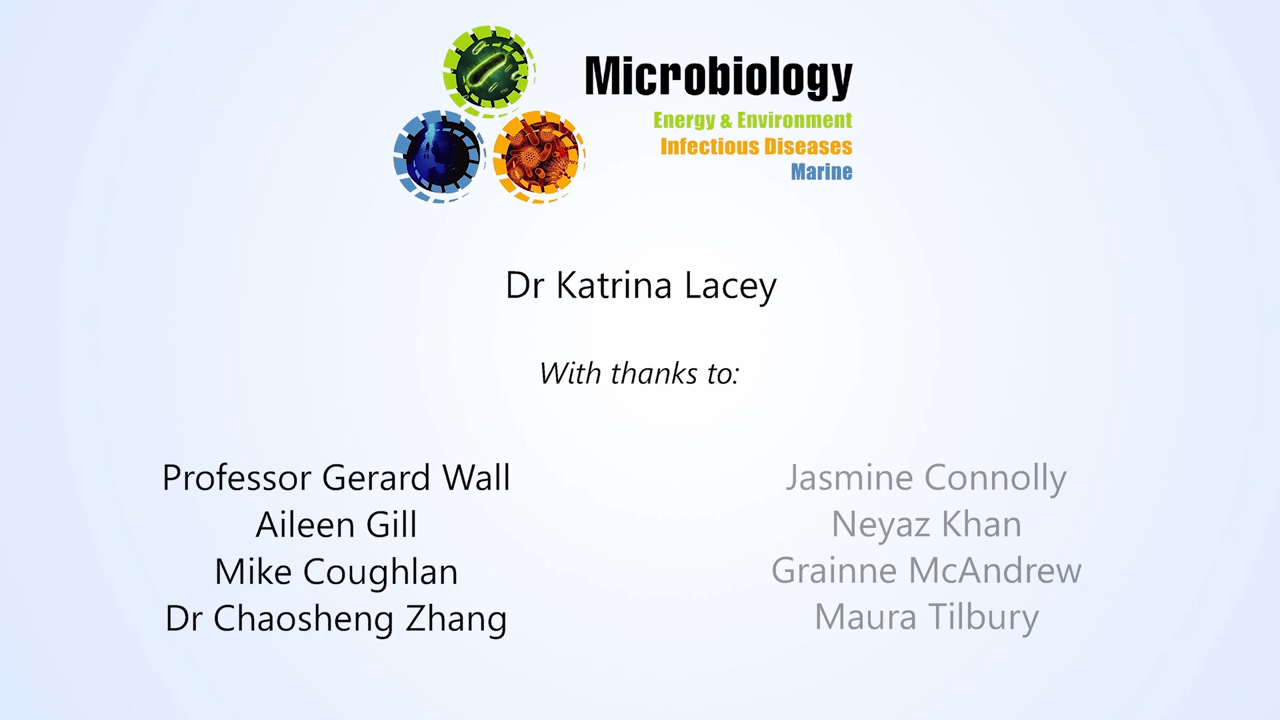 Microbiology
Energy & Environment
Infectious Diseases
Marine
Dr Katrina Lacey
With thanks to:
Professor Gerard Wall
Aileen Gill
Mike Coughlan
Dr Chaosheng Zhang
Jasmine Connolly
Neyaz Khan
Grainne McAndrew
Maura Tilbury